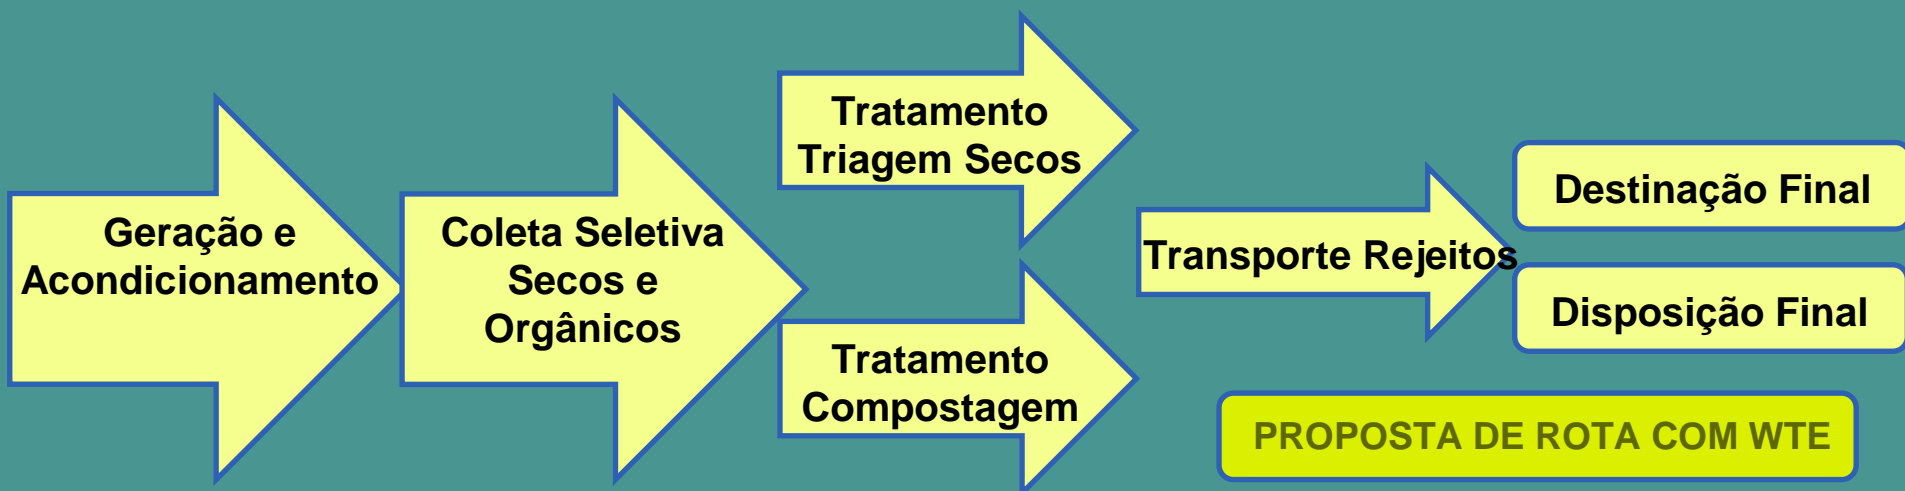 Geração e
Acondicionamento
Coleta Seletiva
Secos e
Orgânicos
Tratamento
Triagem Secos
Tratamento
Compostagem
Transporte Rejeitos
Destinação Final
Disposição Final
PROPOSTA DE ROTA COM WTE